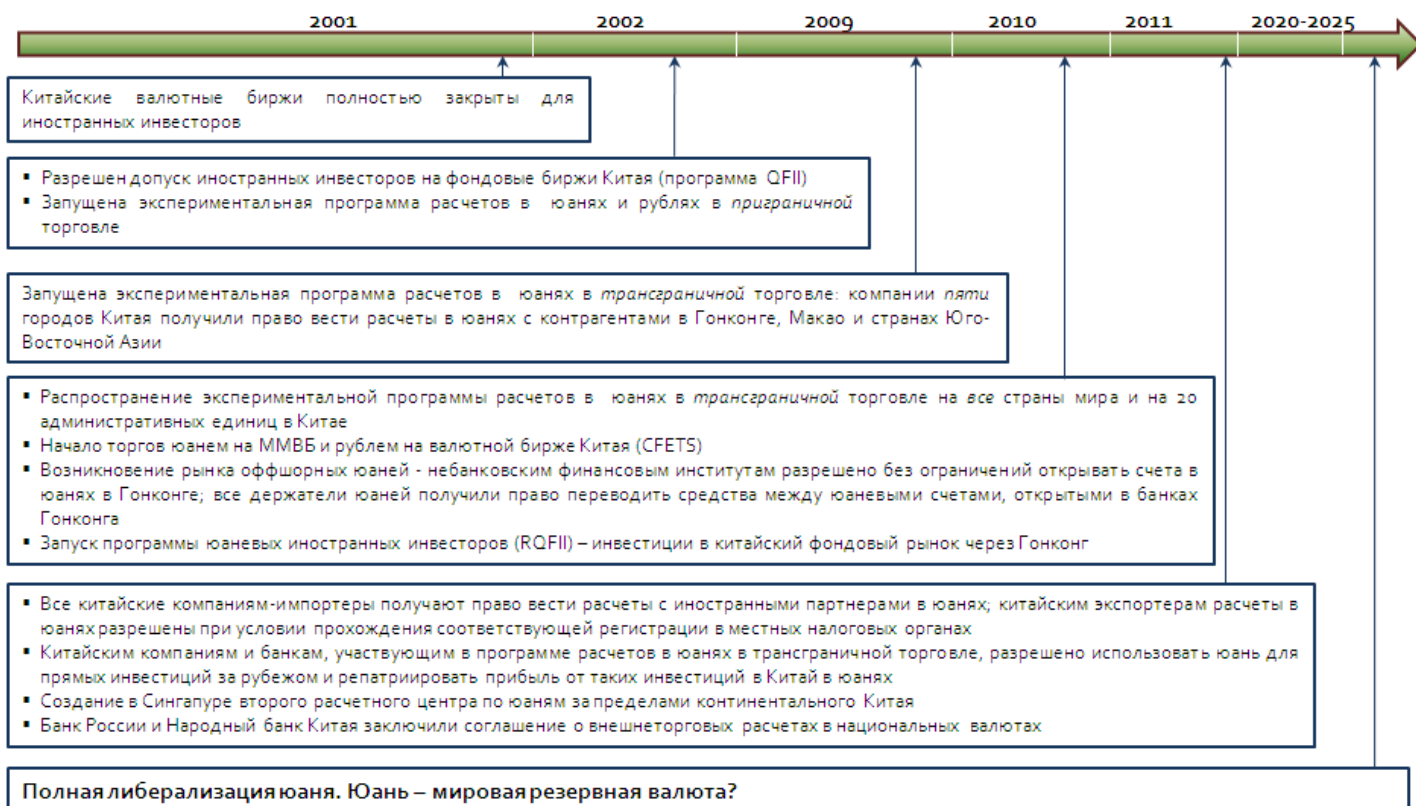 2001 2002 2009 2010 2011 2020-2025
Китайские валютные биржи полностью закрыты для
иностранных инвесторов
▪ Разрешен допуск иностранных инвесторов на фондовые биржи Китая (программа QFII)
▪ Запущена экспериментальная программа расчетов в юанях и рублях в приграничной
торговле
Запущена экспериментальная программа расчетов в юанях в трансграничной торговле: компании пяти
городов Китая получили право вести расчеты в юанях с контрагентами в Гонконге, Макао и странах Юго-
Восточной Азии
▪ Распространение экспериментальной программы расчетов в юанях в трансграничной торговле на все страны мира и на 20
административных единиц в Китае
▪ Начало торгов юанем на ММВБ и рублем на валютной бирже Китая (CFETS)
▪ Возникновение рынка оффшорных юаней - небанковским финансовым институтам разрешено без ограничений открывать счета в
юанях в Гонконге; все держатели юаней получили право переводить средства между юаневыми счетами, открытыми в банках
Гонконга
▪ Запуск программы юаневых иностранных инвесторов (RQFII) – инвестиции в китайский фондовый рынок через Гонконг
▪ Все китайские компаниям-импортеры получают право вести расчеты с иностранными партнерами в юанях; китайским экспортерам расчеты в
юанях разрешены при условии прохождения соответствующей регистрации в местных налоговых органах
▪ Китайским компаниям и банкам, участвующим в программе расчетов в юанях в трансграничной торговле, разрешено использовать юань для
прямых инвестиций за рубежом и репатриировать прибыль от таких инвестиций в Китай в юанях
▪ Создание в Сингапуре второго расчетного центра по юаням за пределами континентального Китая
▪ Банк России и Народный банк Китая заключили соглашение о внешнеторговых расчетах в национальных валютах
Полная либерализация юаня. Юань – мировая резервная валюта?